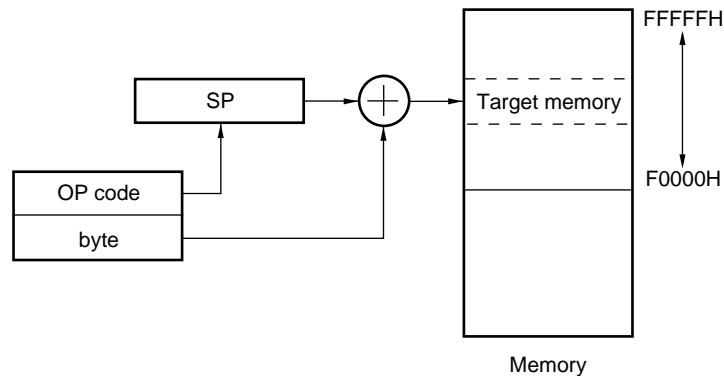 FFFFFH
SP
Target memory
OP code
F0000H
byte
Memory